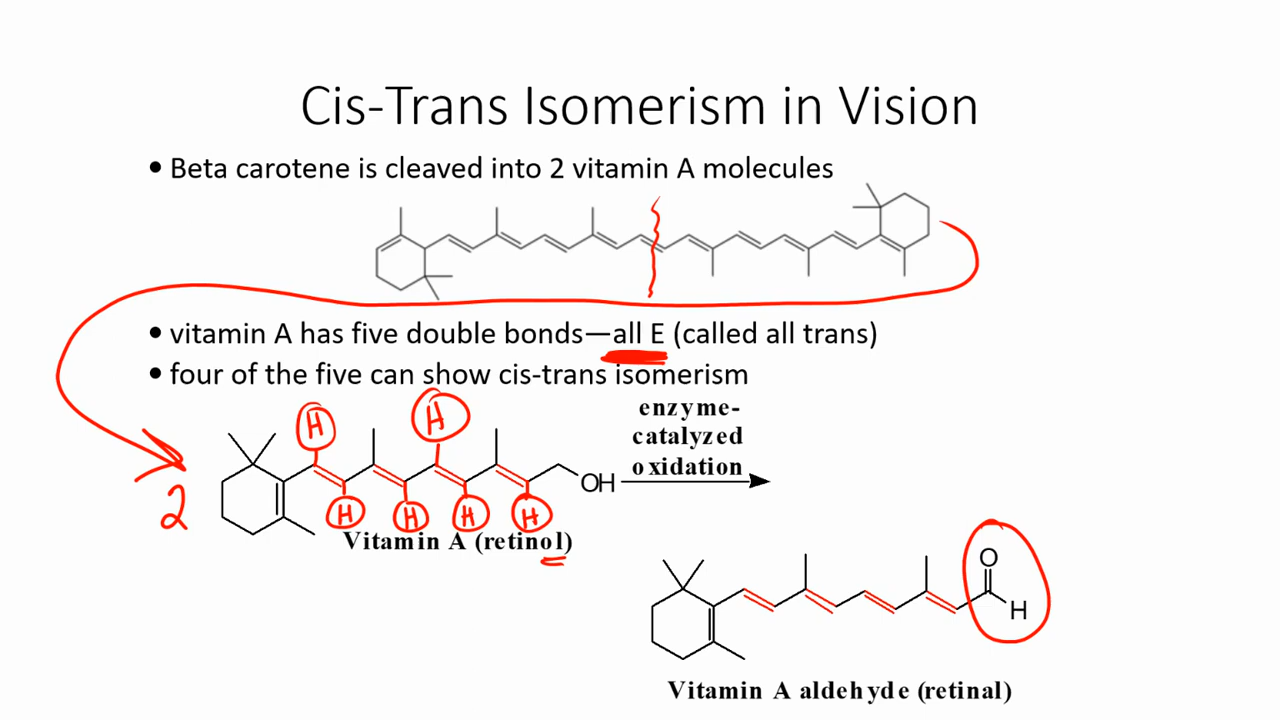 Cis-Trans Isomerism in Vision
• Beta carotene is cleaved into 2 vitamin A molecules
• vitamin A has five double bonds—all E (called all trans)
• four of the five can show cis-trans isomerism
enzyme-
catalyzed
oxidation
H H
OH
2
H H H H
Vitamin A (retinol)
O
H
Vitamin A aldehyde (retinal)